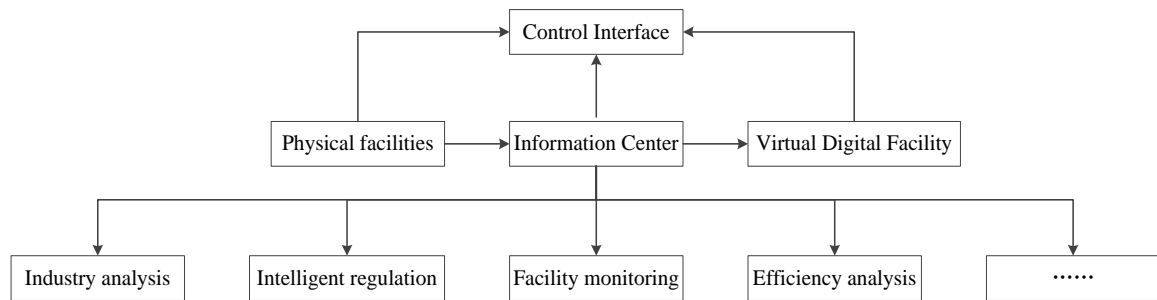 Control Interface
Physical facilities
Information Center
Virtual Digital Facility
Industry analysis
Intelligent regulation
Facility monitoring
Efficiency analysis
······